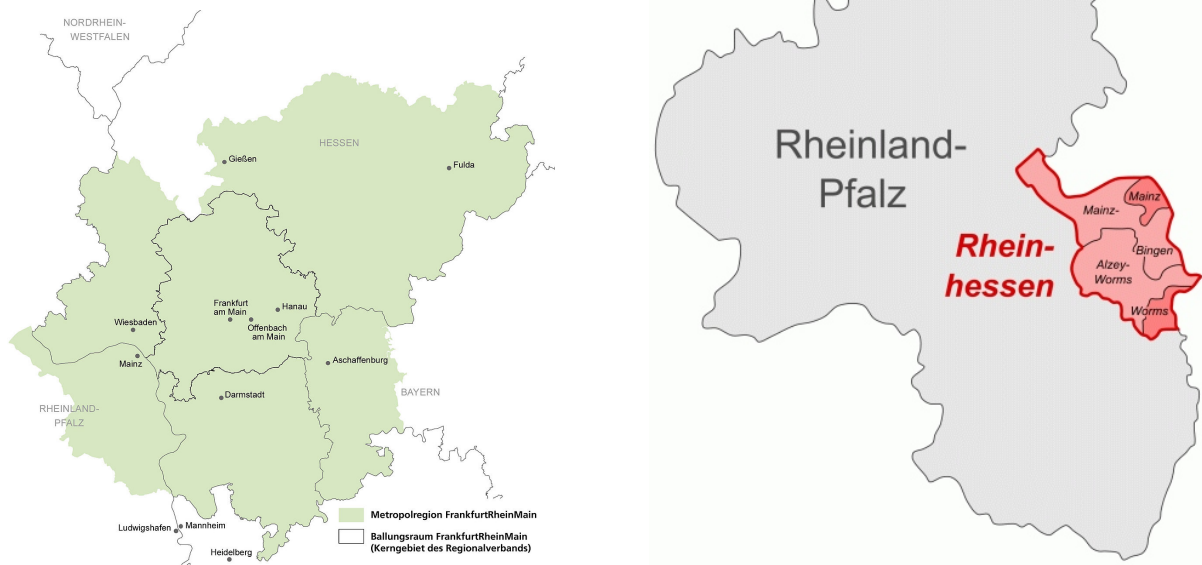 NORDRHEIN-
WESTFALEN
HESSEN
Gießen
Fulda
Frankfurt
am Main
Hanau
Offenbach
am Main
Wiesbaden
Mainz
Aschaffenburg
Darmstadt
BAYERN
RHEINLAND-
PFALZ
Ludwigshafen
Mannheim
Heidelberg
Metropolregion FrankfurtRheinMain
Ballungsraum FrankfurtRheinMain
(Kerngebiet des Regionalverbands)
Rheinland-
Pfalz
Rhein-
hessen
Mainz
Mainz-
Bingen
Alzey-
Worms
Worms